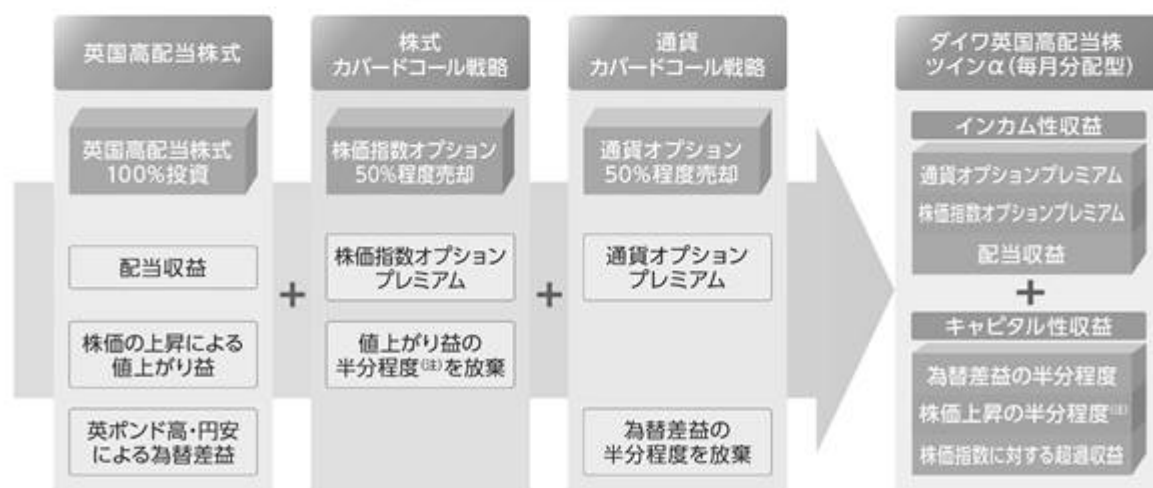 英国高配当株式
英国高配当株式
100%投資
配当収益
株価の上昇による
値上がり益
英ポンド高・円安
による為替差益
+
株式
カバードコール戦略
株価指数オプション
50%程度売却
株価指数オプション
プレミアム
値上がり益の
半分程度(注)を放棄
+
通貨
カバードコール戦略
通貨オプション
50%程度売却
通貨オプション
プレミアム
為替差益の
半分程度を放棄
ダイワ英国高配当株
ツインα(毎月分配型)
インカム性収益
通貨オプションプレミアム
株価指数オプションプレミアム
配当収益
+
キャピタル性収益
為替差益の半分程度
株価上昇の半分程度(注)
株価指数に対する超過収益